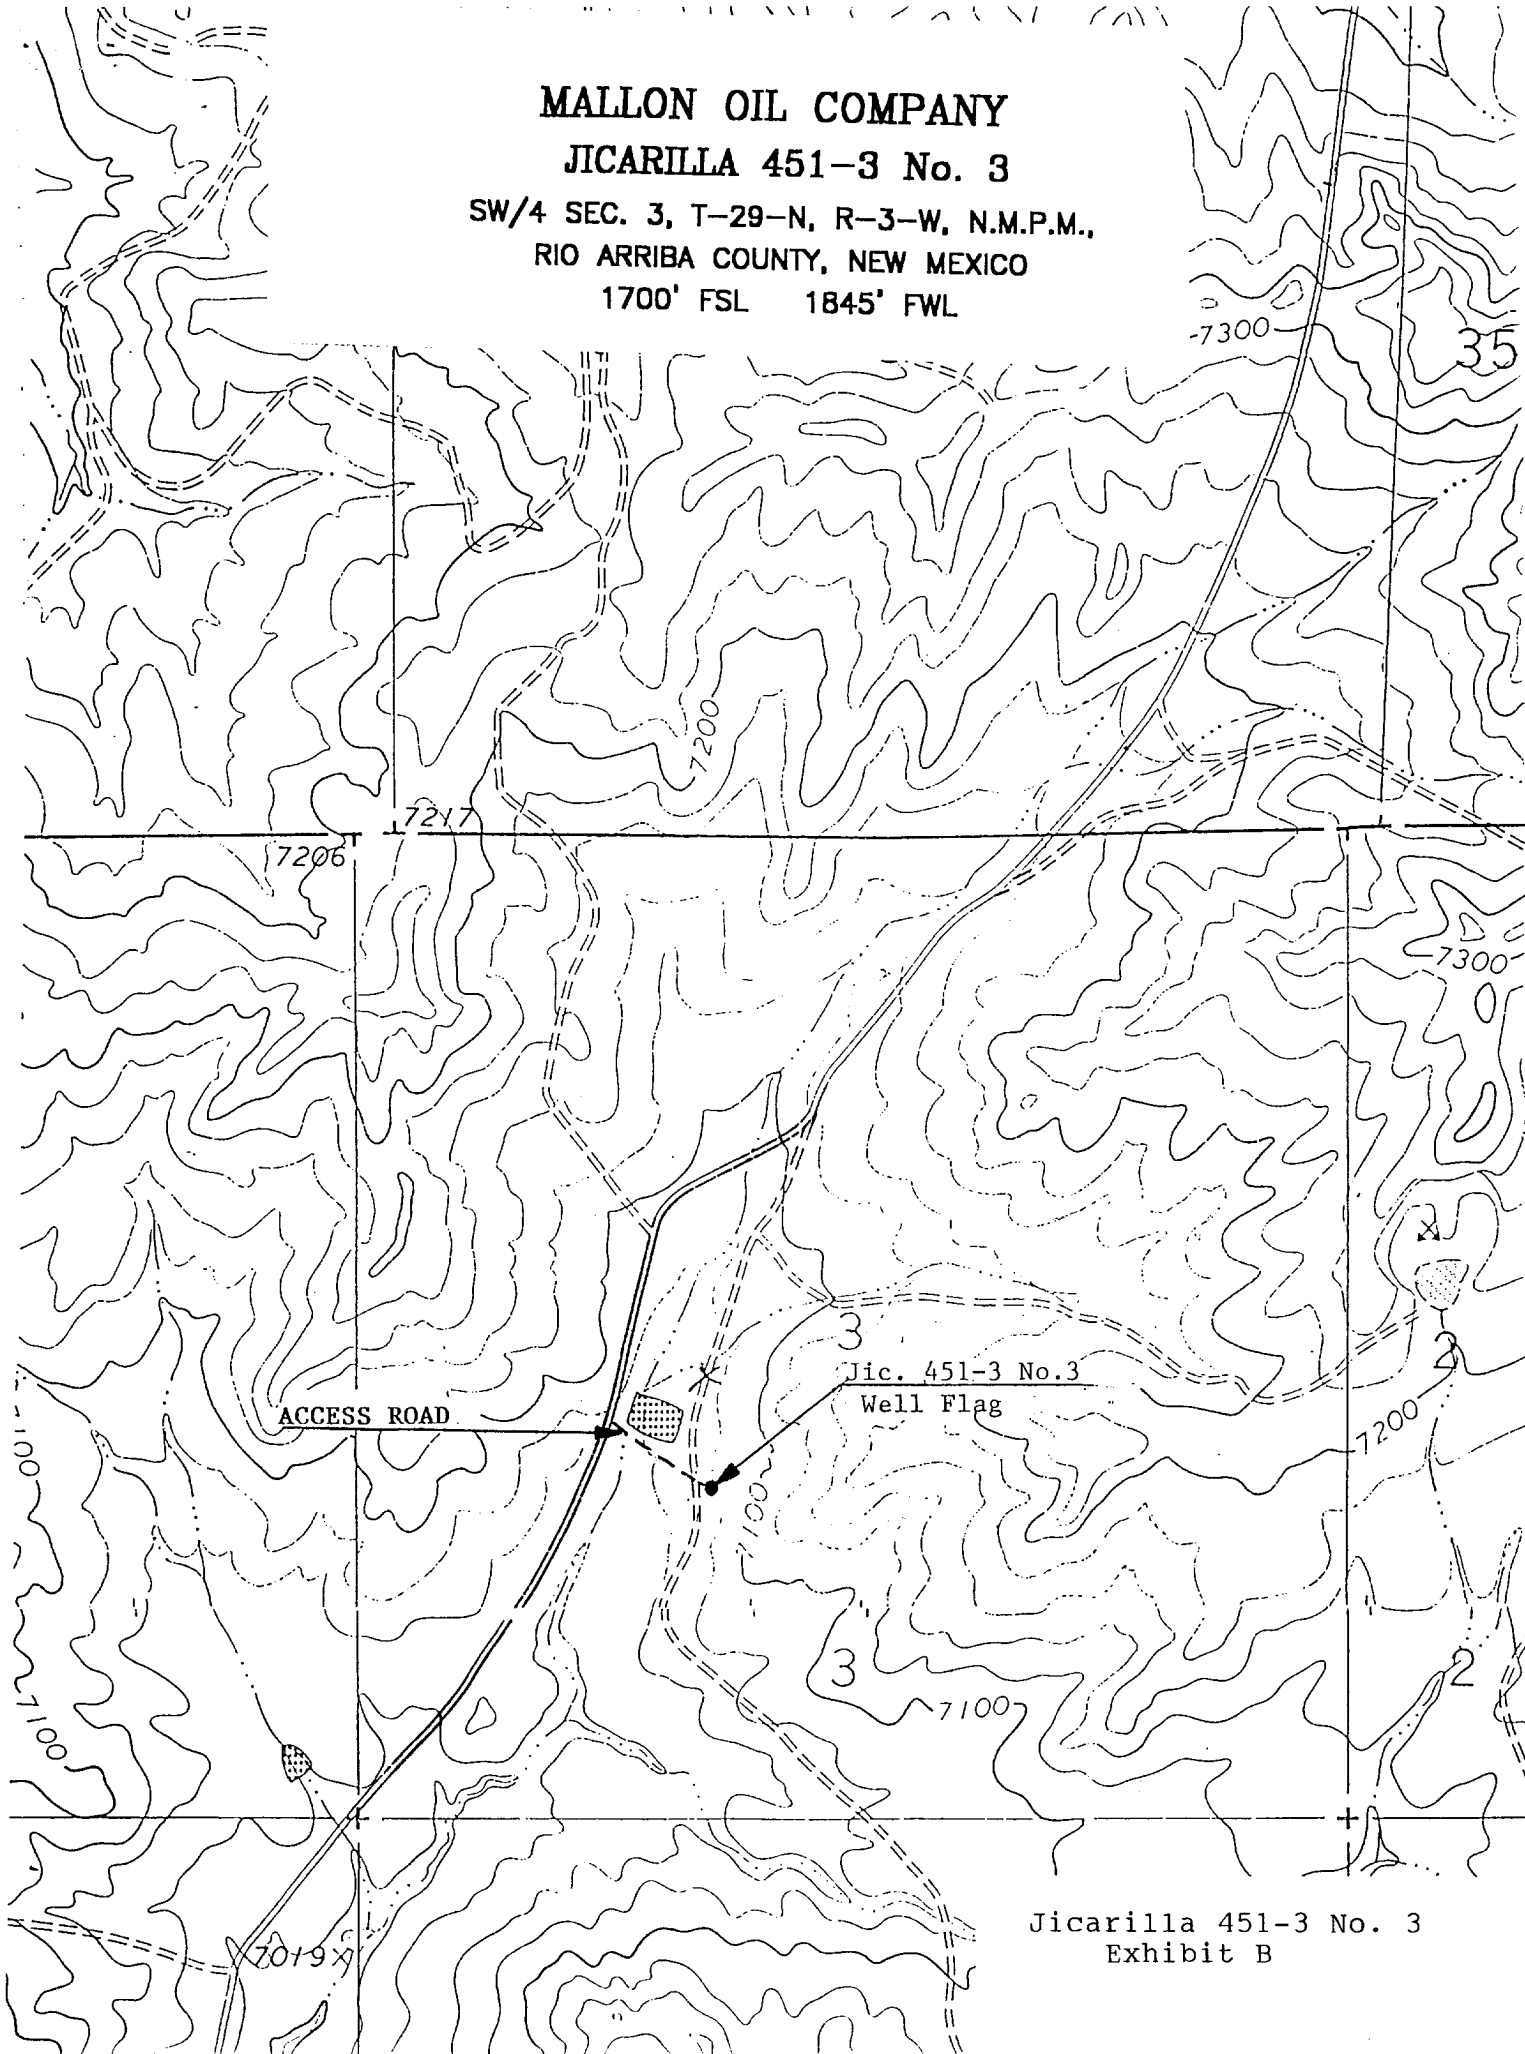 MALLON OIL COMPANY
JICARILLA 451-3 No. 3
SW/4 SEC. 3, T-29-N, R-3-W, N.M.P.M.,
RIO ARRIBA COUNTY, NEW MEXICO
1700' FSL 1845' FWL
7300
35
7200
7217
7206
7300
3
2
Jic. 451-3 No.3
Well Flag
ACCESS ROAD
7200
7100
3
2
7100
7100
7019
Jicarilla 451-3 No. 3
Exhibit B